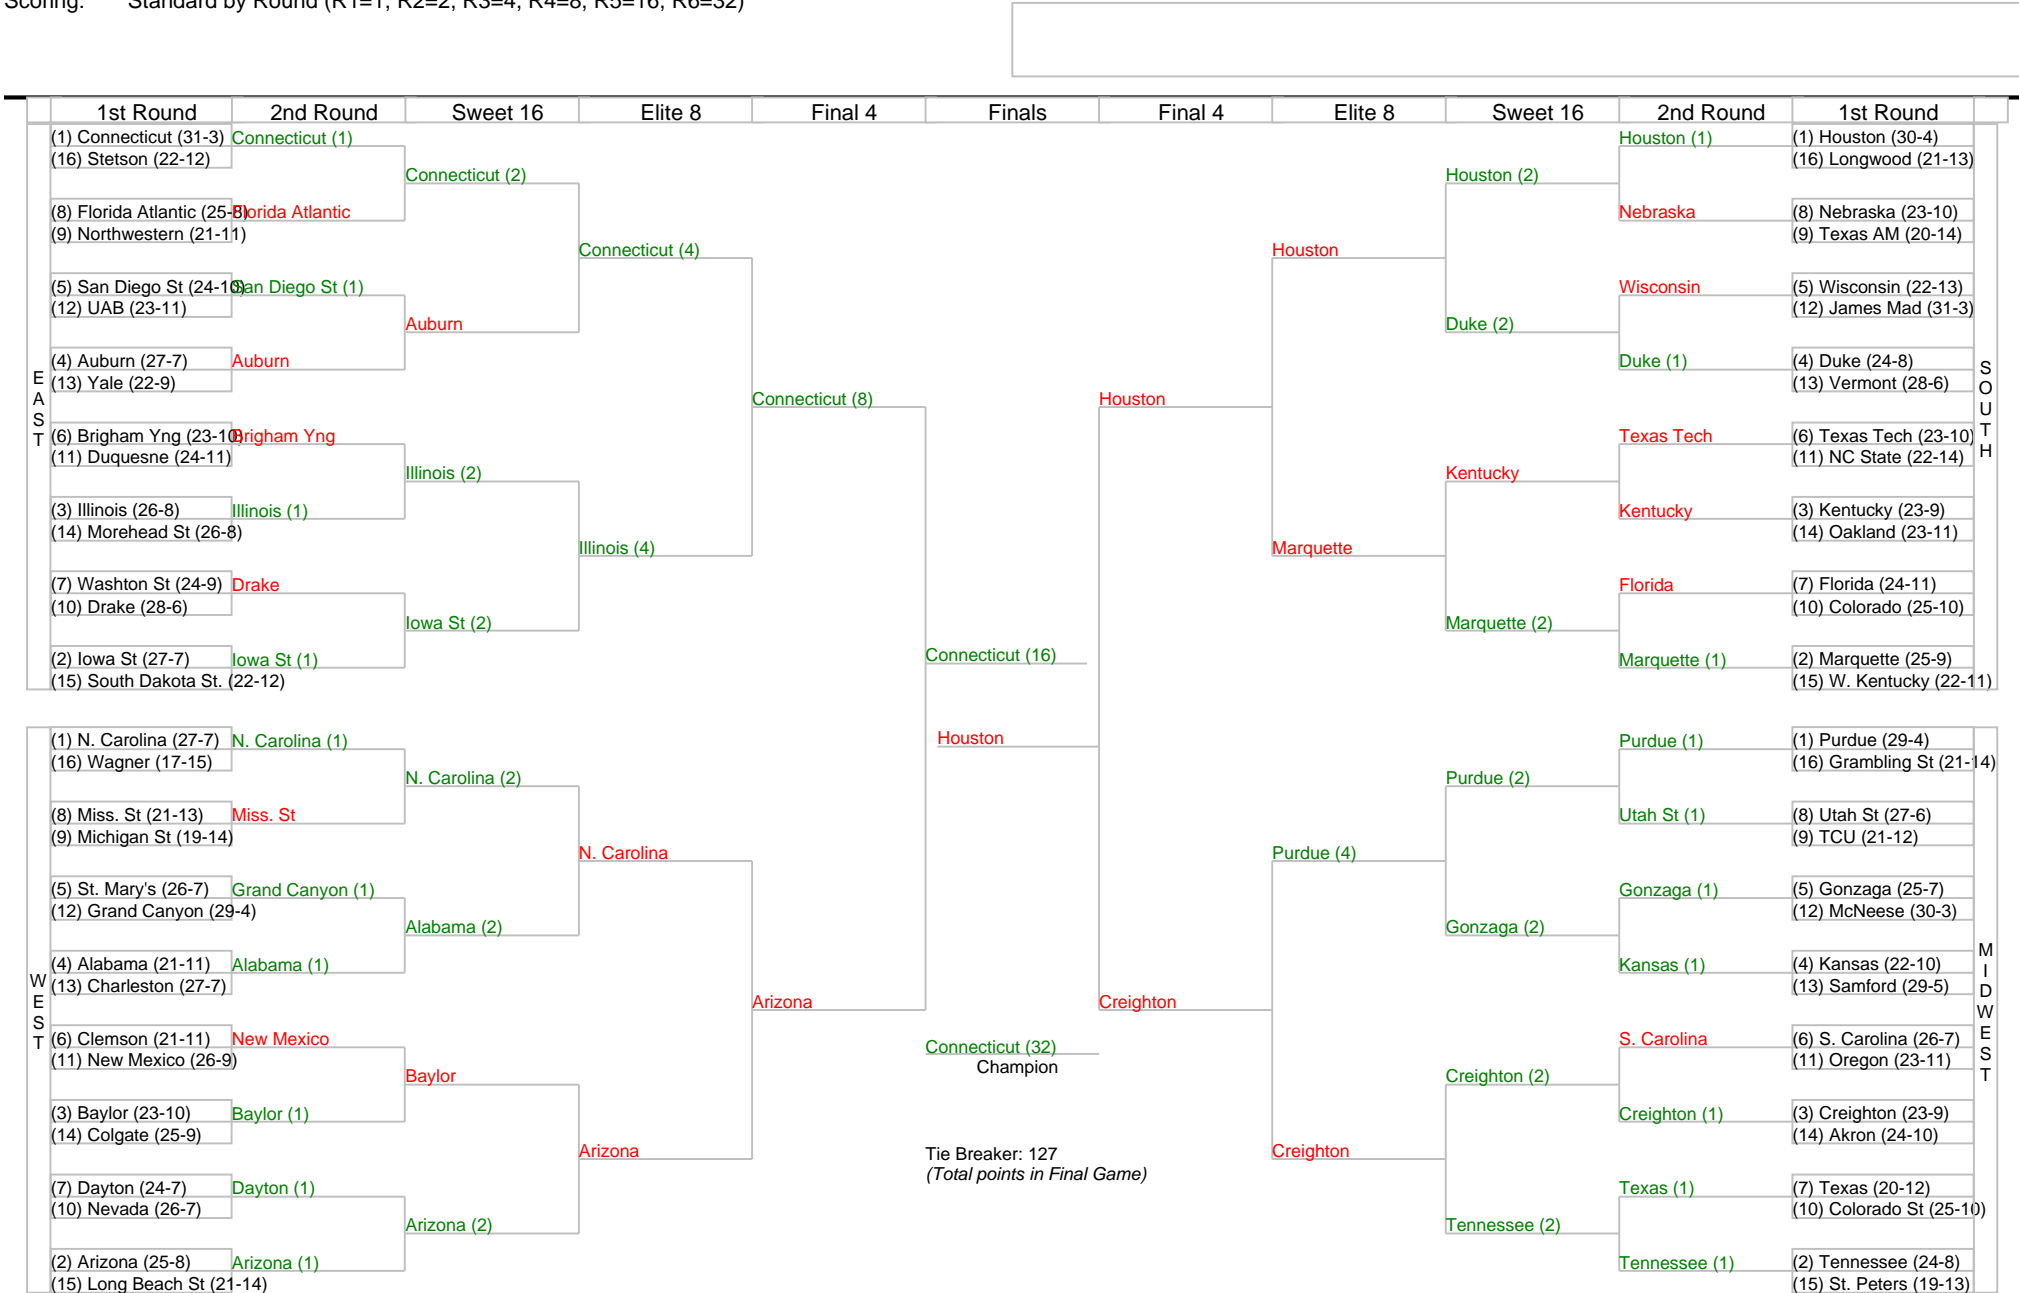 Scoring: Standard by Round (R1=1, R2=2, R3=4, R4=8, R5=16, R6=32)
1st Round 2nd Round Sweet 16 Elite 8 Final 4 Finals Final 4 Elite 8 Sweet 16 2nd Round 1st Round
EAST
(1) Connecticut (31-3)
(16) Stetson (22-12)
(8) Florida Atlantic (25-8)
(9) Northwestern (21-11)
(5) San Diego St (24-10)
(12) UAB (23-11)
(4) Auburn (27-7)
(13) Yale (22-9)
(6) Brigham Yng (23-10)
(11) Duquesne (24-11)
(3) Illinois (26-8)
(14) Morehead St (26-8)
(7) Washton St (24-9)
(10) Drake (28-6)
(2) Iowa St (27-7)
(15) South Dakota St. (22-12)
Connecticut (1)
Florida Atlantic
San Diego St (1)
Auburn
Brigham Yng
Illinois (1)
Drake
Iowa St (1)
Connecticut (2)
Auburn
Illinois (2)
Iowa St (2)
Connecticut (4)
Illinois (4)
Connecticut (8)
WEST
(1) N. Carolina (27-7)
(16) Wagner (17-15)
(8) Miss. St (21-13)
(9) Michigan St (19-14)
(5) St. Mary's (26-7)
(12) Grand Canyon (29-4)
(4) Alabama (21-11)
(13) Charleston (27-7)
(6) Clemson (21-11)
(11) New Mexico (26-9)
(3) Baylor (23-10)
(14) Colgate (25-9)
(7) Dayton (24-7)
(10) Nevada (26-7)
(2) Arizona (25-8)
(15) Long Beach St (21-14)
N. Carolina (1)
Miss. St
Grand Canyon (1)
Alabama (1)
New Mexico
Baylor (1)
Dayton (1)
Arizona (1)
N. Carolina (2)
Alabama (2)
Baylor
Arizona (2)
N. Carolina
Arizona
Arizona
Connecticut (16)
Houston
Connecticut (32)
Champion
Tie Breaker: 127
(Total points in Final Game)
Houston
Houston
Marquette
Houston (2)
Duke (2)
Kentucky
Marquette (2)
Houston (1)
Nebraska
Wisconsin
Duke (1)
Texas Tech
Kentucky
Florida
Marquette (1)
(1) Houston (30-4)
(16) Longwood (21-13)
(8) Nebraska (23-10)
(9) Texas AM (20-14)
(5) Wisconsin (22-13)
(12) James Mad (31-3)
(4) Duke (24-8)
(13) Vermont (28-6)
(6) Texas Tech (23-10)
(11) NC State (22-14)
(3) Kentucky (23-9)
(14) Oakland (23-11)
(7) Florida (24-11)
(10) Colorado (25-10)
(2) Marquette (25-9)
(15) W. Kentucky (22-11)
SOUTH
Creighton
Purdue (4)
Creighton
Purdue (2)
Gonzaga (2)
Creighton (2)
Tennessee (2)
Purdue (1)
Utah St (1)
Gonzaga (1)
Kansas (1)
S. Carolina
Creighton (1)
Texas (1)
Tennessee (1)
(1) Purdue (29-4)
(16) Grambling St (21-14)
(8) Utah St (27-6)
(9) TCU (21-12)
(5) Gonzaga (25-7)
(12) McNeese (30-3)
(4) Kansas (22-10)
(13) Samford (29-5)
(6) S. Carolina (26-7)
(11) Oregon (23-11)
(3) Creighton (23-9)
(14) Akron (24-10)
(7) Texas (20-12)
(10) Colorado St (25-10)
(2) Tennessee (24-8)
(15) St. Peters (19-13)
MIDWEST